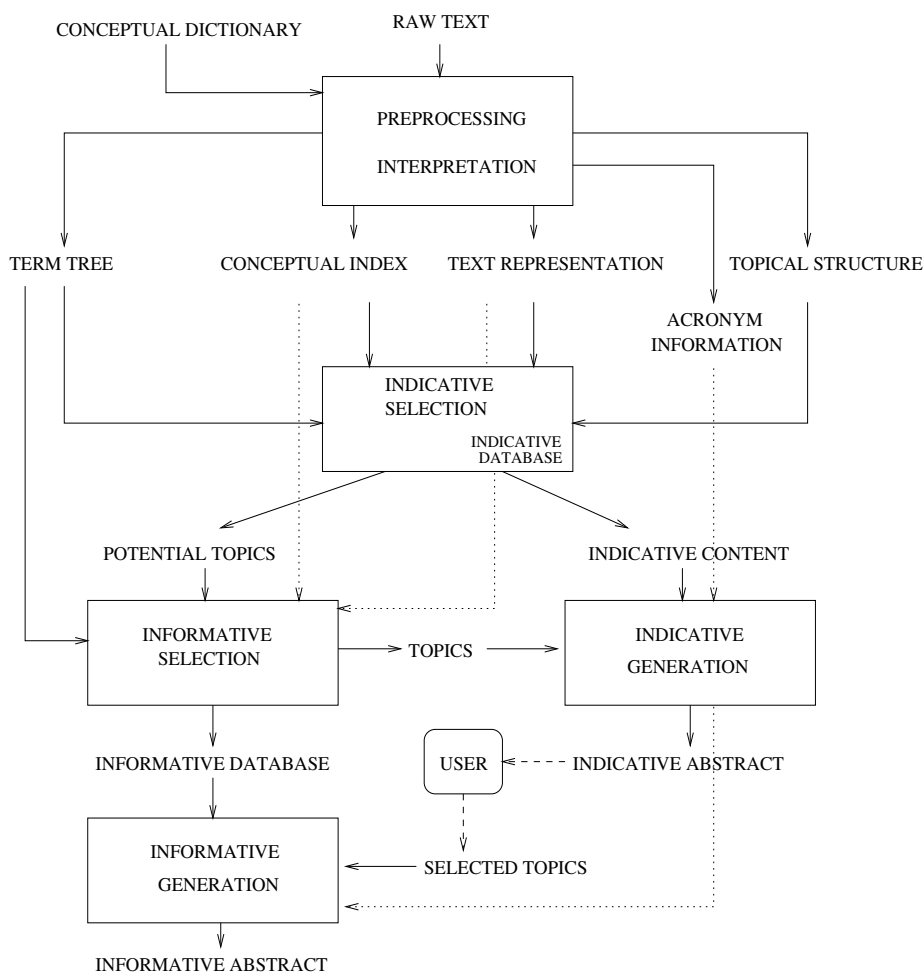 RAW TEXT
CONCEPTUAL DICTIONARY
PREPROCESSING
INTERPRETATION
TERM TREE
CONCEPTUAL INDEX
TEXT REPRESENTATION
TOPICAL STRUCTURE
ACRONYM
INFORMATION
INDICATIVE
SELECTION
INDICATIVE
DATABASE
POTENTIAL TOPICS
INDICATIVE CONTENT
INFORMATIVE
SELECTION
TOPICS
INDICATIVE
GENERATION
INFORMATIVE DATABASE
USER
INDICATIVE ABSTRACT
INFORMATIVE
GENERATION
SELECTED TOPICS
INFORMATIVE ABSTRACT